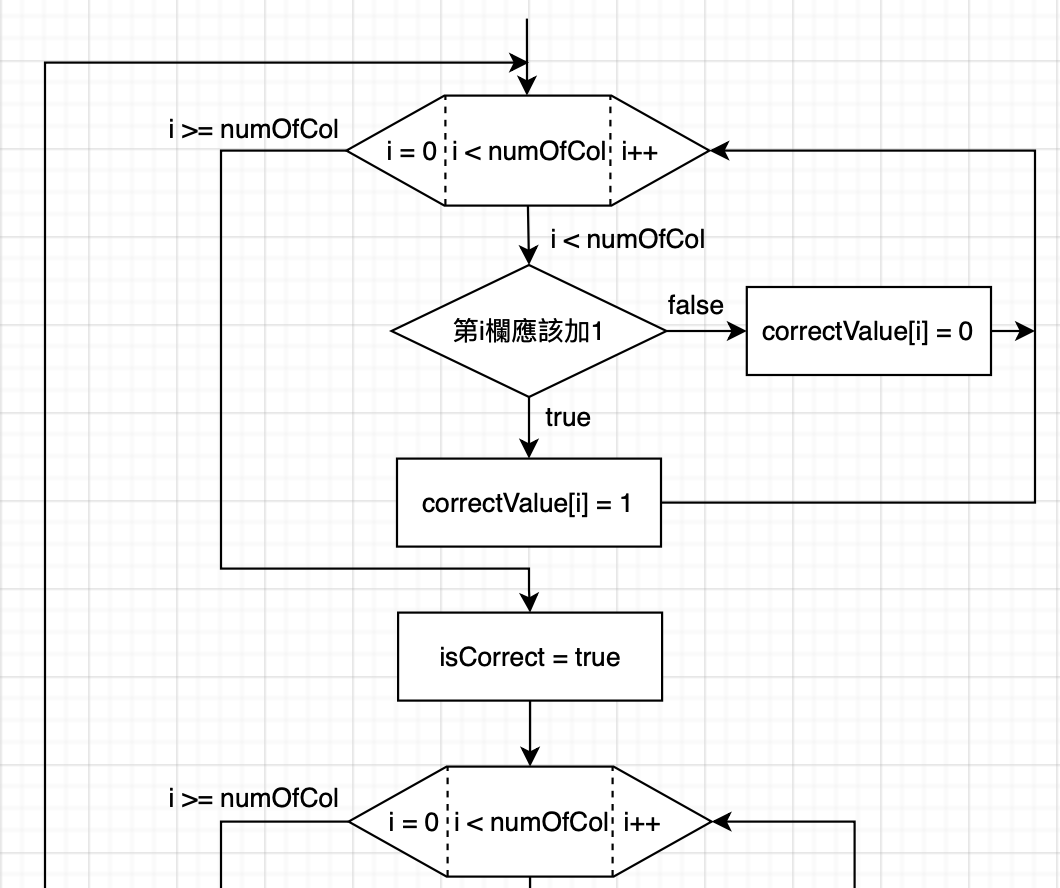 i >= numOfCol
i = 0 i < numOfCol i++
i < numOfCol
第i欄應該加1
false
correctValue[i] = 0
true
correctValue[i] = 1
isCorrect = true
i >= numOfCol
i = 0 i < numOfCol i++